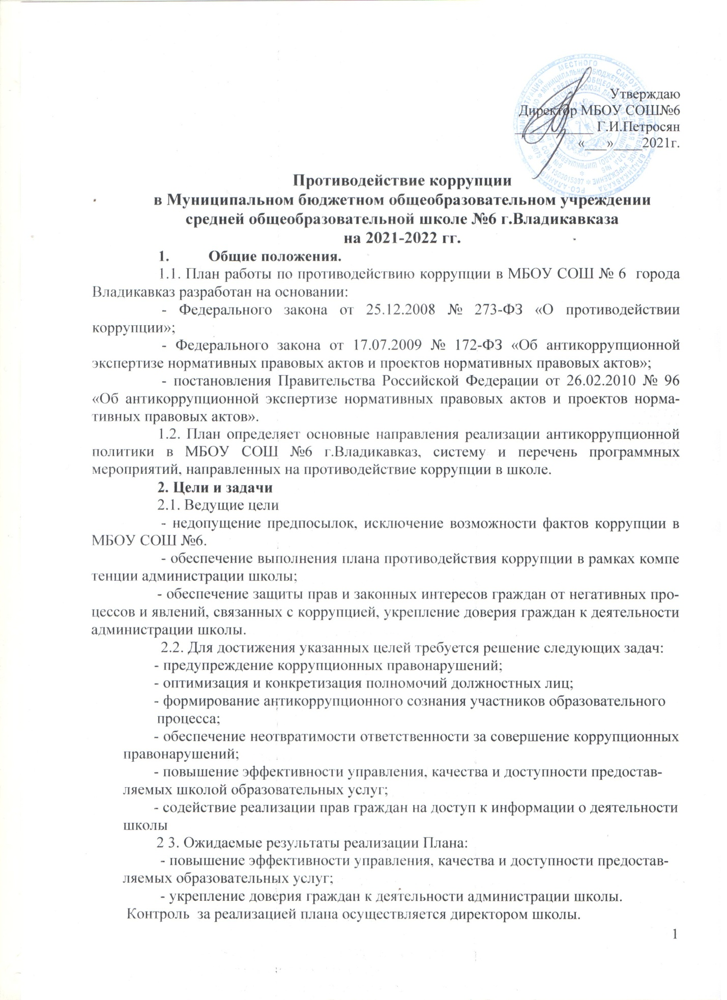 Утверждаю
Директор МБОУ СОШ№6
___________ Г.И.Петросян
«___»____2021г.
Противодействие коррупции
в Муниципальном бюджетном общеобразовательном учреждении
средней общеобразовательной школе №6 г.Владикавказа
на 2021-2022 гг.
1. Общие положения.
1.1. План работы по противодействию коррупции в МБОУ СОШ № 6 города
Владикавказ разработан на основании:
- Федерального закона от 25.12.2008 № 273-ФЗ «О противодействии
коррупции»;
- Федерального закона от 17.07.2009 № 172-ФЗ «Об антикоррупционной
экспертизе нормативных правовых актов и проектов нормативных правовых актов»;
- постановления Правительства Российской Федерации от 26.02.2010 № 96
«Об антикоррупционной экспертизе нормативных правовых актов и проектов норма-
тивных правовых актов».
1.2. План определяет основные направления реализации антикоррупционной
политики в МБОУ СОШ №6 г.Владикавказ, систему и перечень программных
мероприятий, направленных на противодействие коррупции в школе.
2. Цели и задачи
2.1. Ведущие цели
- недопущение предпосылок, исключение возможности фактов коррупции в
МБОУ СОШ №6.
- обеспечение выполнения плана противодействия коррупции в рамках компе
тенции администрации школы;
- обеспечение защиты прав и законных интересов граждан от негативных про-
цессов и явлений, связанных с коррупцией, укрепление доверия граждан к деятельности
администрации школы.
2.2. Для достижения указанных целей требуется решение следующих задач:
- предупреждение коррупционных правонарушений;
- оптимизация и конкретизация полномочий должностных лиц;
- формирование антикоррупционного сознания участников образовательного
процесса;
- обеспечение неотвратимости ответственности за совершение коррупционных
правонарушений;
- повышение эффективности управления, качества и доступности предостав-
ляемых школой образовательных услуг;
- содействие реализации прав граждан на доступ к информации о деятельности
школы
2 3. Ожидаемые результаты реализации Плана:
- повышение эффективности управления, качества и доступности предостав-
ляемых образовательных услуг;
- укрепление доверия граждан к деятельности администрации школы.
Контроль за реализацией плана осуществляется директором школы.
1